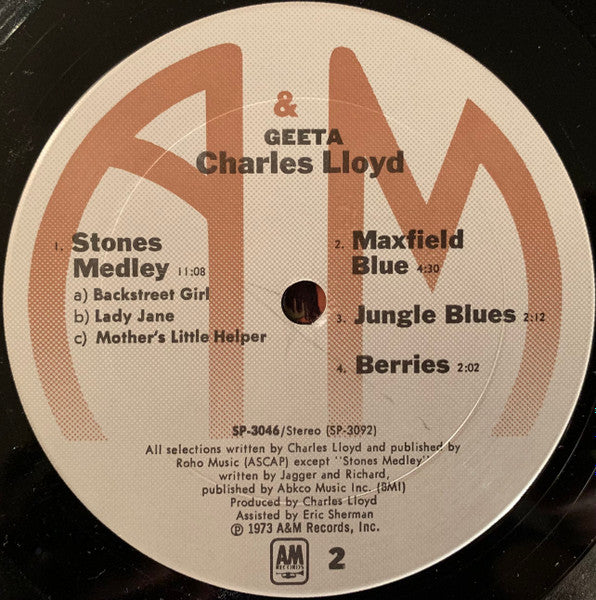 A&M
GEETA
Charles Lloyd
1. Stones
Medley 11:08
a) Backstreet Girl
b) Lady Jane
c) Mother's Little Helper
2. Maxfield
Blue 4:30
3. Jungle Blues 2:12
4. Berries 2:02
SP-3046/Stereo (SP-3092)
All selections written by Charles Lloyd and published by
Roho Music (ASCAP) except "Stones Medley"
written by Jagger and Richard,
published by Abkco Music Inc. (BMI)
Produced by Charles Lloyd
Assisted by Eric Sherman
℗ 1973 A&M Records, Inc.
AM
RECORDS
2